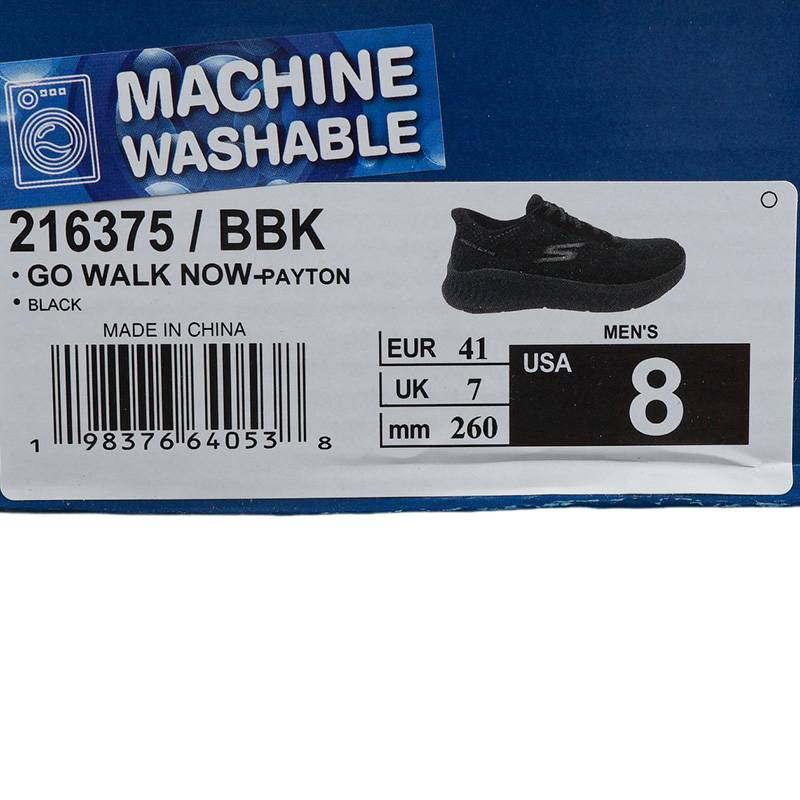 MACHINE
WASHABLE
216375 / BBK
• GO WALK NOW-PAYTON
• BLACK
MADE IN CHINA
1 98376 64053 8
MEN'S
EUR 41
UK 7
mm 260
USA 8